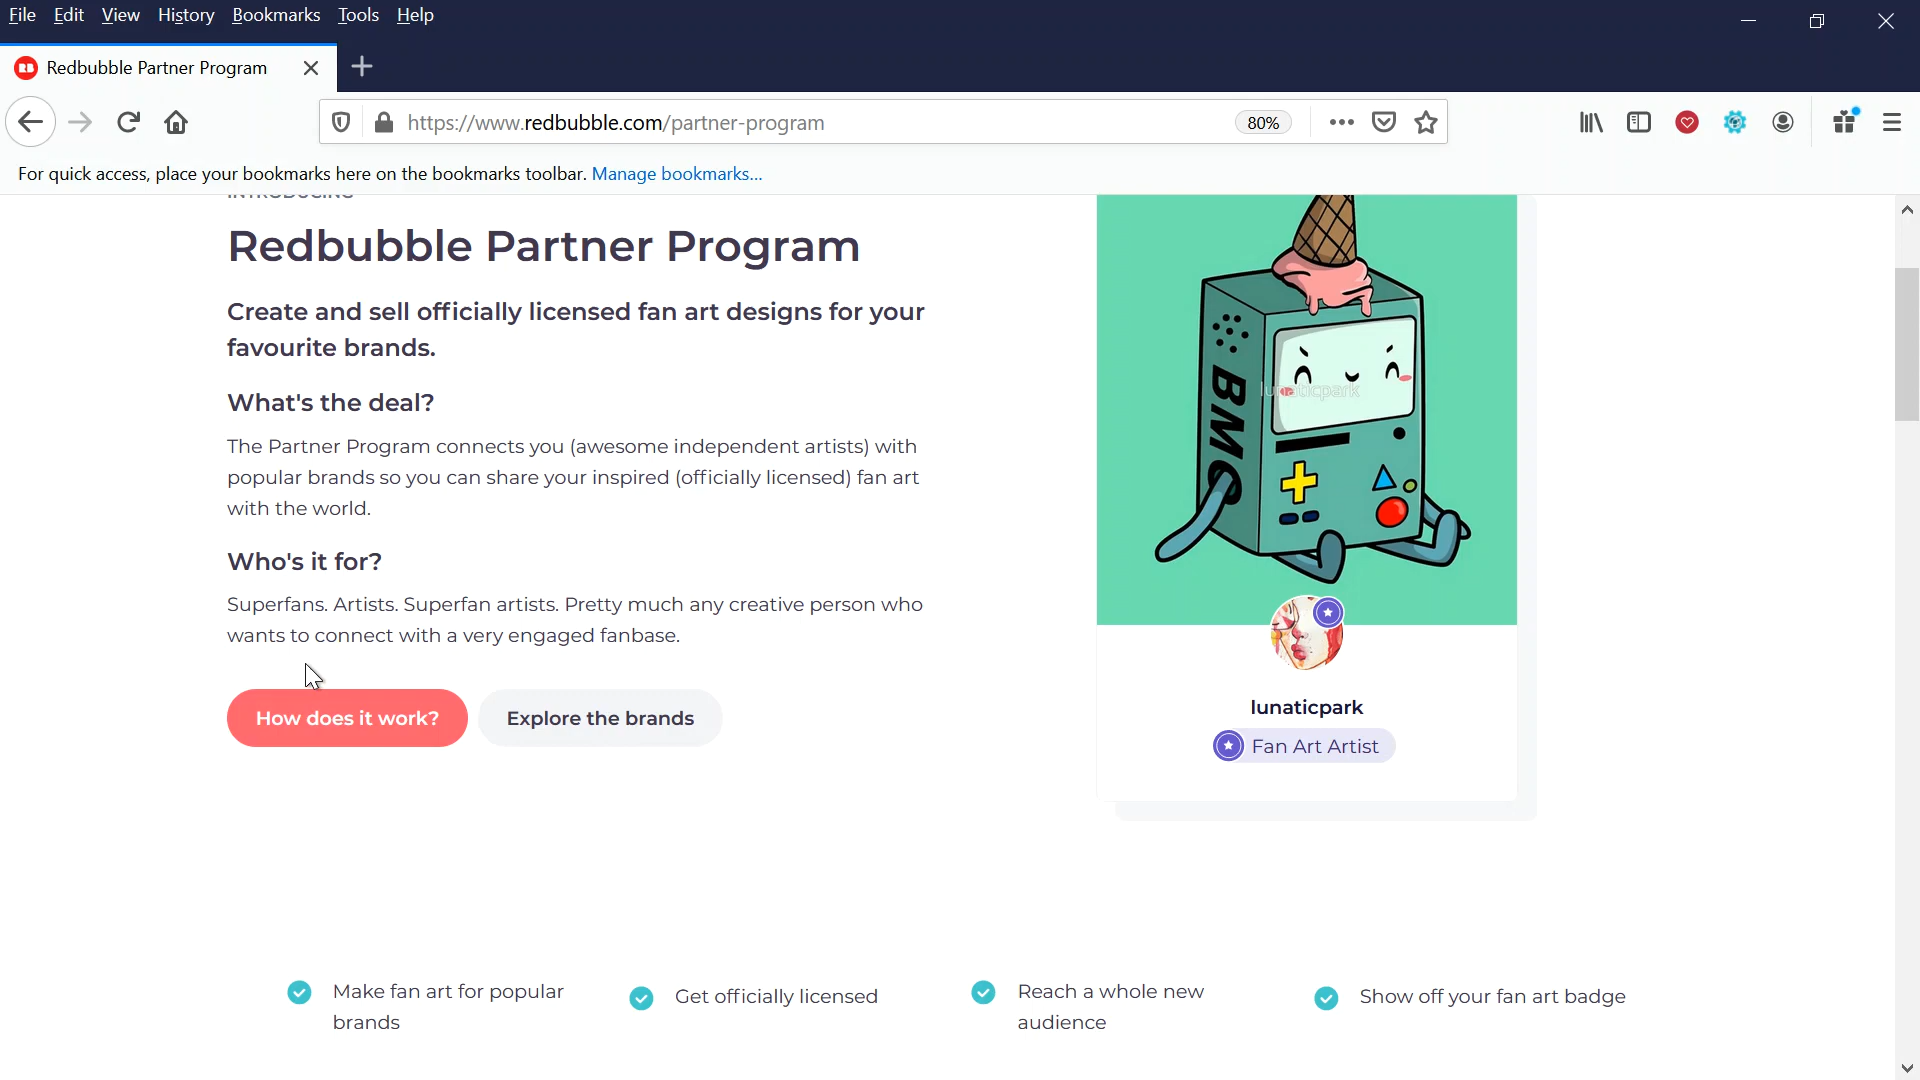 File Edit View History Bookmarks Tools Help
Redbubble Partner Program
https://www.redbubble.com/partner-program
80%
For quick access, place your bookmarks here on the bookmarks toolbar. Manage bookmarks...
INTRODUCING
Redbubble Partner Program
Create and sell officially licensed fan art designs for your
favourite brands.
What's the deal?
The Partner Program connects you (awesome independent artists) with
popular brands so you can share your inspired (officially licensed) fan art
with the world.
Who's it for?
Superfans. Artists. Superfan artists. Pretty much any creative person who
wants to connect with a very engaged fanbase.
How does it work? Explore the brands
BMO
lunaticpark
lunaticpark
Fan Art Artist
Make fan art for popular
brands
Get officially licensed
Reach a whole new
audience
Show off your fan art badge